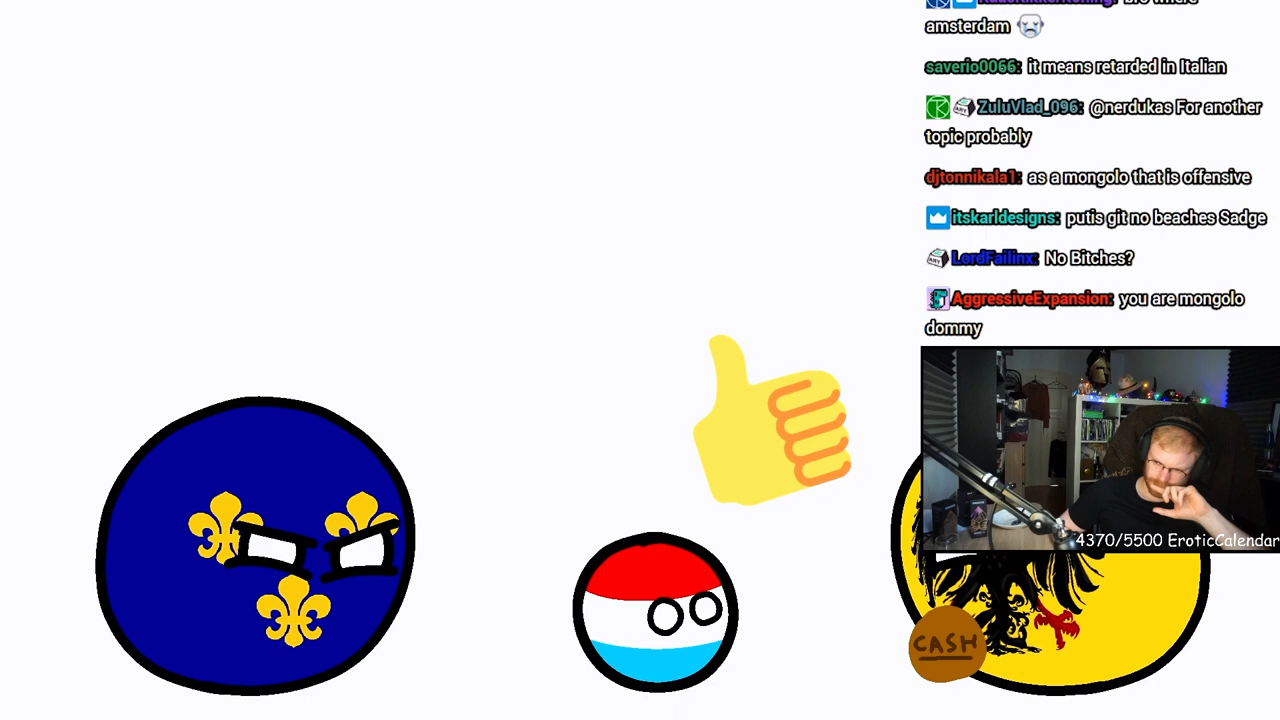 amsterdam
saverio0066: it means retarded in Italian
ZuluVlad_096: @nerdukas For another
topic probably
djtonnikala1: as a mongolo that is offensive
itskarldesigns: putis git no beaches Sadge
LordFailinx: No Bitches?
AggressiveExpansion: you are mongolo
dommy
4370/5500 EroticCalendar
CASH